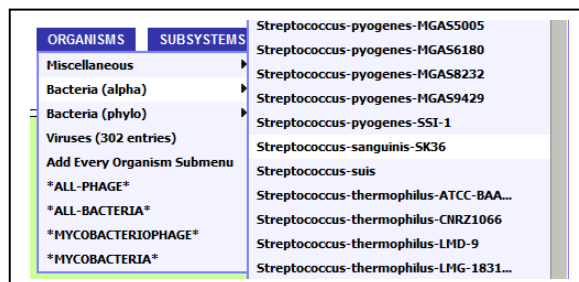 ORGANISMS SUBSYSTEMS
Miscellaneous
Bacteria (alpha)
Bacteria (phylo)
Viruses (302 entries)
Add Every Organism Submenu
*ALL-PHAGE*
*ALL-BACTERIA*
*MYCOBACTERIOPHAGE*
*MYCOBACTERIA*
Streptococcus-pyogenes-MGAS5005
Streptococcus-pyogenes-MGAS6180
Streptococcus-pyogenes-MGAS8232
Streptococcus-pyogenes-MGAS9429
Streptococcus-pyogenes-SSI-1
Streptococcus-sanguinis-SK36
Streptococcus-suis
Streptococcus-thermophilus-ATCC-BAA...
Streptococcus-thermophilus-CNRZ1066
Streptococcus-thermophilus-LMD-9
Streptococcus-thermophilus-LMG-1831...